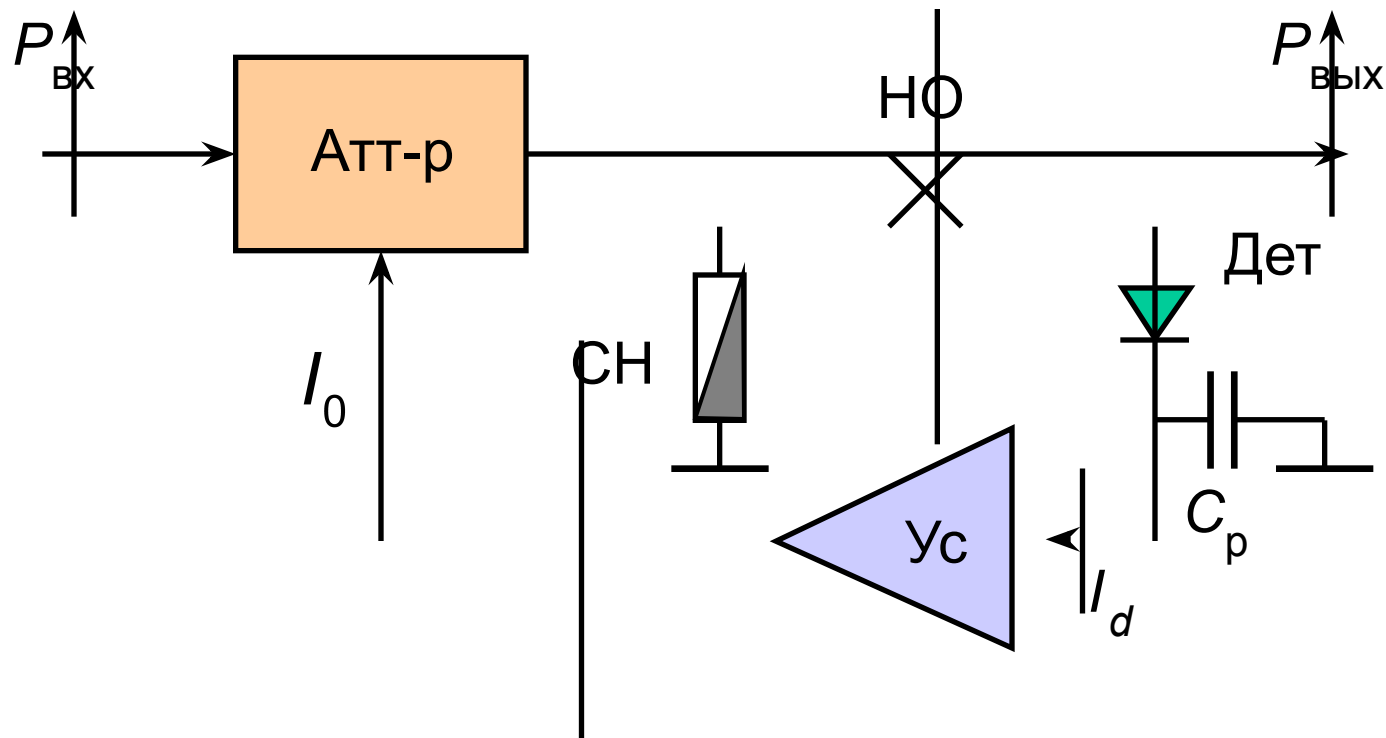 Pвх
Pвых
НО
Атт-р
Дет
СН
I0
Ус
Cр
Id